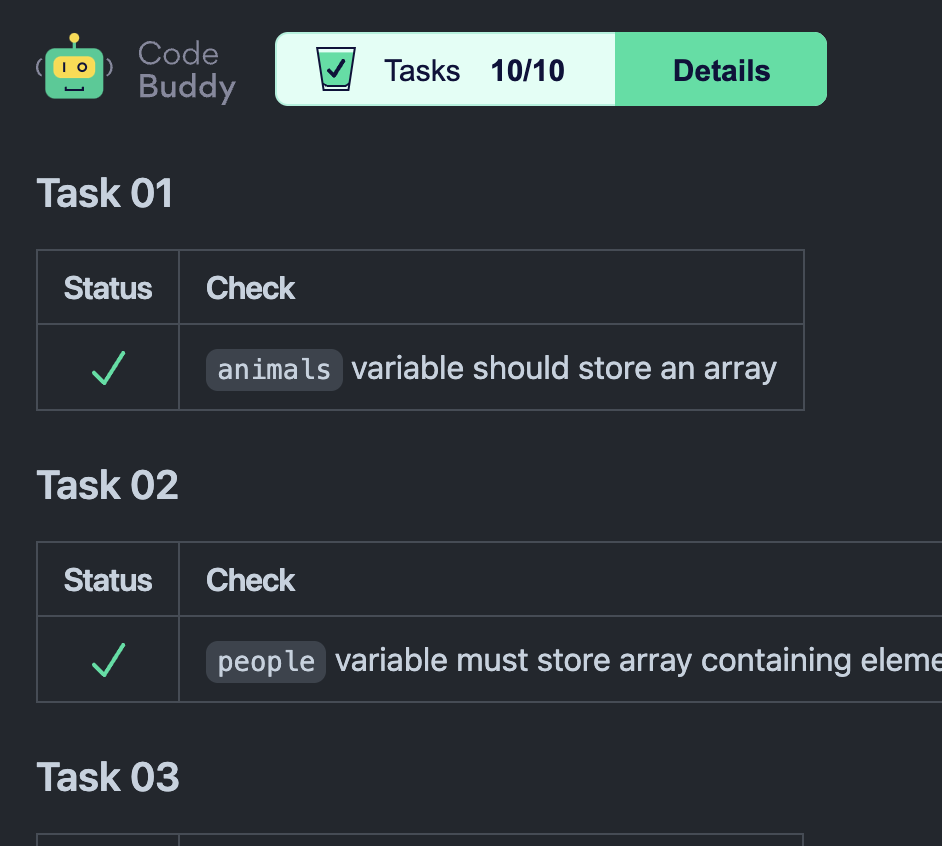 Code
Buddy
Tasks 10/10
Details
Task 01
Status Check
animals variable should store an array
Task 02
Status Check
people variable must store array containing eleme
Task 03